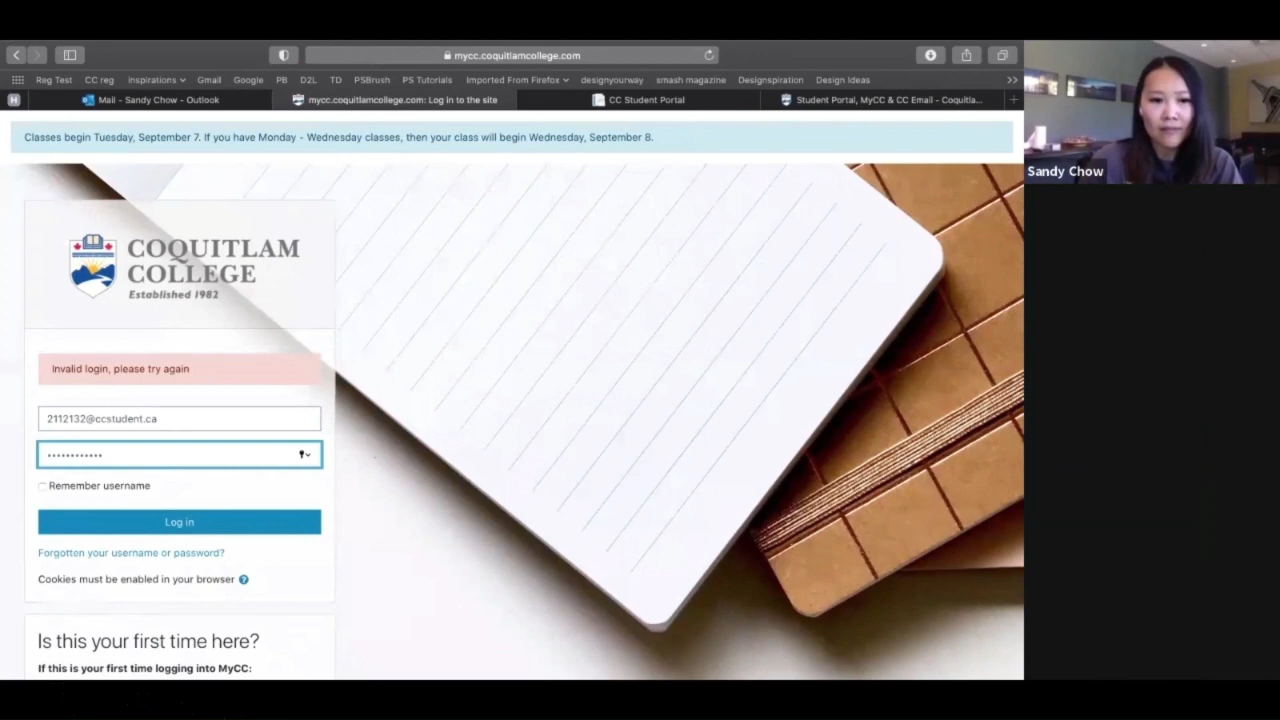 mycc.coquitlamcollege.com
Reg Test CC reg Inspirations Gmail Google PB D2L TD PSBrush PS Tutorials Imported From Firefox designyourway smash magazine Designspiration Design Ideas
H Mail - Sandy Chow - Outlook mycc.coquitlamcollege.com: Log in to the site CC Student Portal Student Portal, MyCC & CC Email - Coquitla...
Classes begin Tuesday, September 7. If you have Monday - Wednesday classes, then your class will begin Wednesday, September 8.
Sandy Chow
COQUITLAM
COLLEGE
Established 1982
Invalid login, please try again
2112132@ccstudent.ca
Remember username
Log in
Forgotten your username or password?
Cookies must be enabled in your browser ?
Is this your first time here?
If this is your first time logging into MyCC: